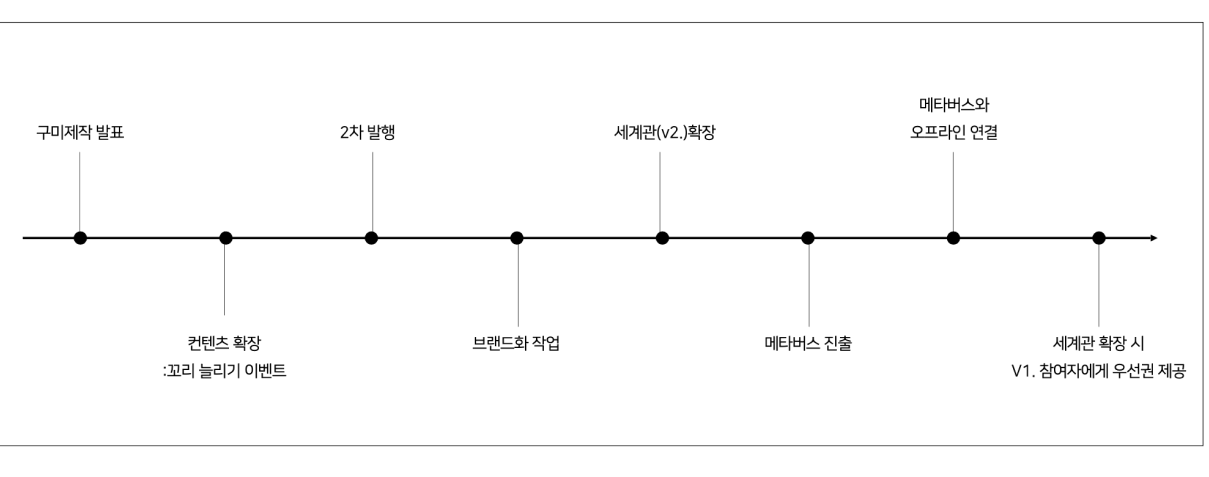 구미제작 발표
컨텐츠 확장
:꼬리 늘리기 이벤트
2차 발행
브랜드화 작업
세계관(v2.)확장
메타버스 진출
메타버스와
오프라인 연결
세계관 확장 시
V1. 참여자에게 우선권 제공